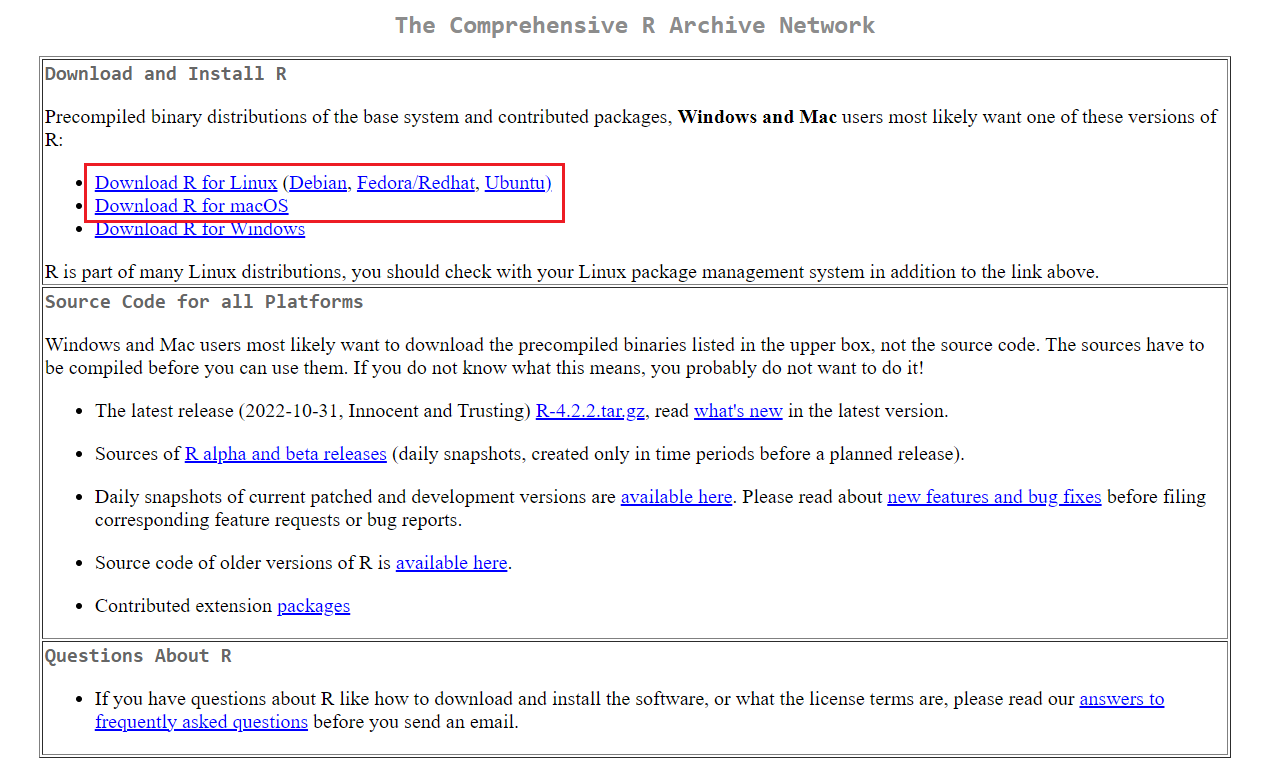 The Comprehensive R Archive Network
Download and Install R
Precompiled binary distributions of the base system and contributed packages, Windows and Mac users most likely want one of these versions of
R:
• Download R for Linux (Debian, Fedora/Redhat, Ubuntu)
• Download R for macOS
• Download R for Windows
R is part of many Linux distributions, you should check with your Linux package management system in addition to the link above.
Source Code for all Platforms
Windows and Mac users most likely want to download the precompiled binaries listed in the upper box, not the source code. The sources have to
be compiled before you can use them. If you do not know what this means, you probably do not want to do it!
• The latest release (2022-10-31, Innocent and Trusting) R-4.2.2.tar.gz, read what's new in the latest version.
• Sources of R alpha and beta releases (daily snapshots, created only in time periods before a planned release).
• Daily snapshots of current patched and development versions are available here. Please read about new features and bug fixes before filing
corresponding feature requests or bug reports.
• Source code of older versions of R is available here.
• Contributed extension packages
Questions About R
• If you have questions about R like how to download and install the software, or what the license terms are, please read our answers to
frequently asked questions before you send an email.